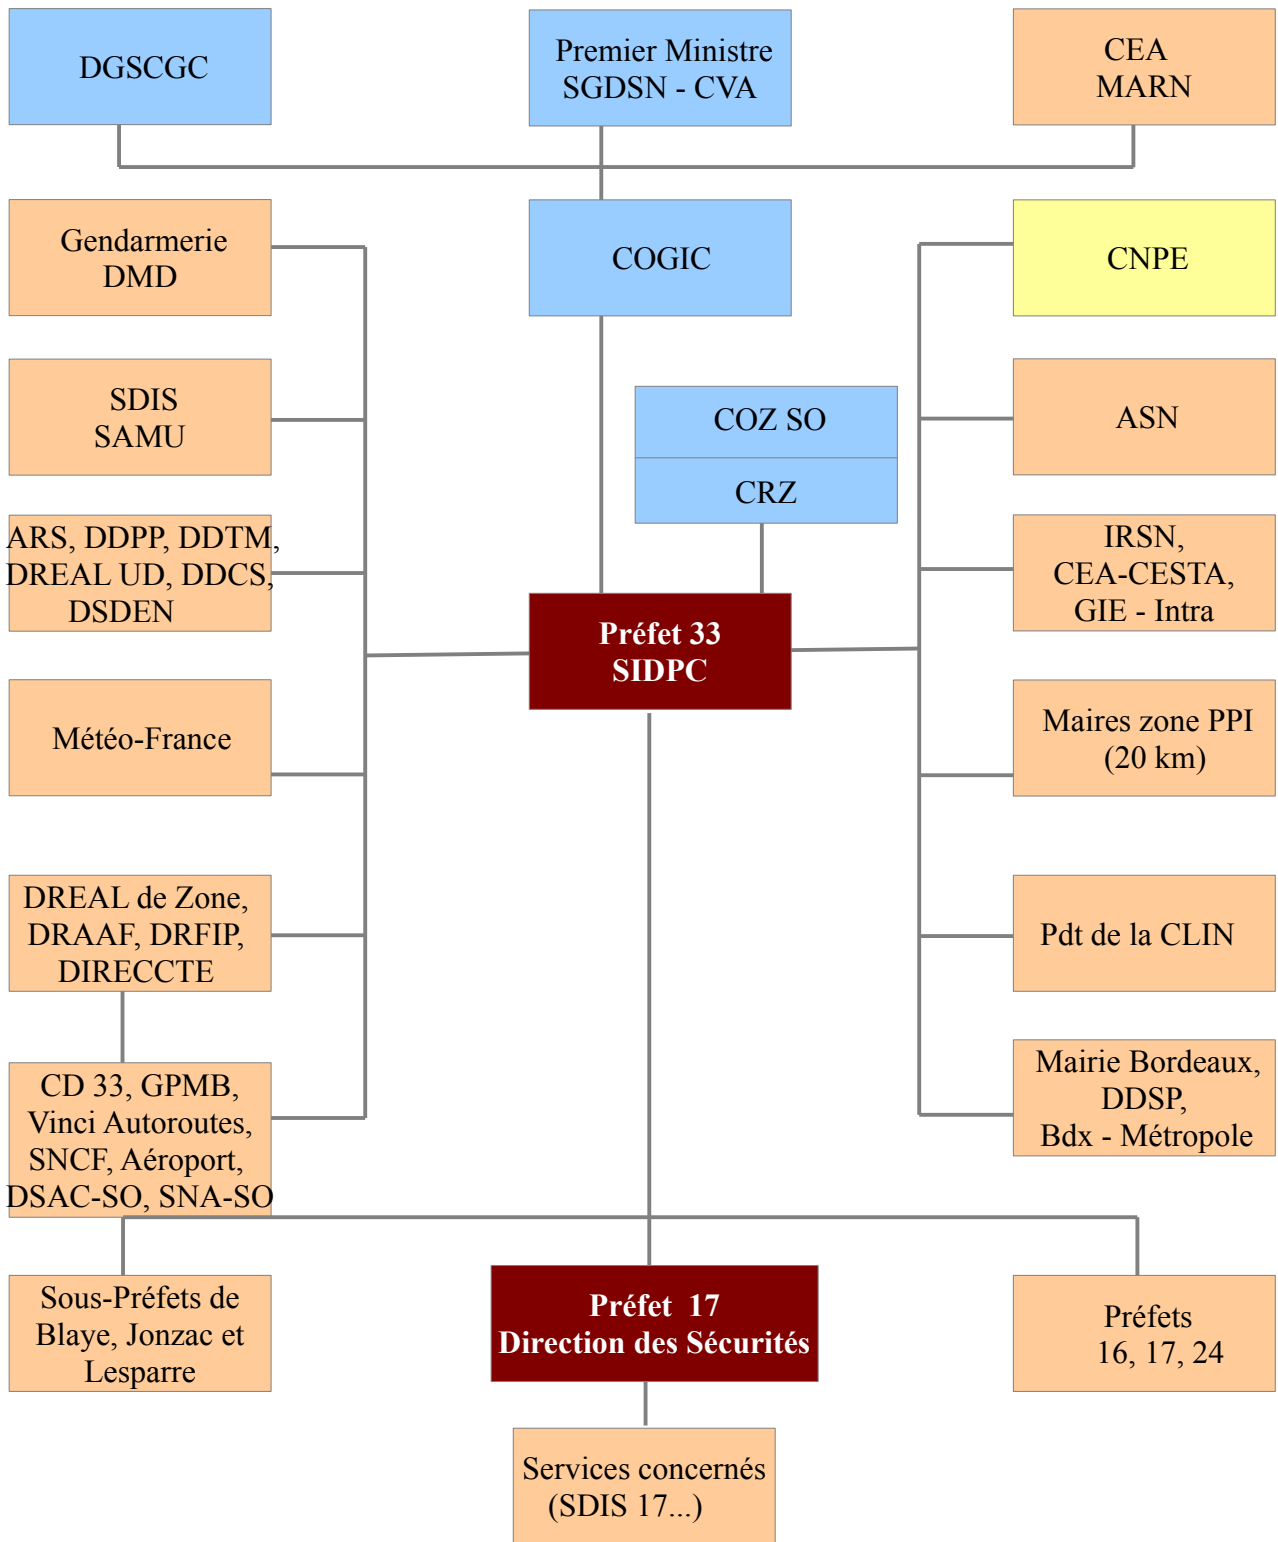 DGSCGC
Premier Ministre
SGDSN - CVA
CEA
MARN
Gendarmerie
DMD
COGIC
CNPE
SDIS
SAMU
COZ SO
CRZ
ASN
ARS, DDPP, DDTM,
DREAL UD, DDCS,
DSDEN
IRSN,
CEA-CESTA,
GIE - Intra
Préfet 33
SIDPC
Météo-France
Maires zone PPI
(20 km)
DREAL de Zone,
DRAAF, DRFIP,
DIRECCTE
Pdt de la CLIN
CD 33, GPMB,
Vinci Autoroutes,
SNCF, Aéroport,
DSAC-SO, SNA-SO
Mairie Bordeaux,
DDSP,
Bdx - Métropole
Sous-Préfets de
Blaye, Jonzac et
Lesparre
Préfet 17
Direction des Sécurités
Préfets
16, 17, 24
Services concernés
(SDIS 17...)